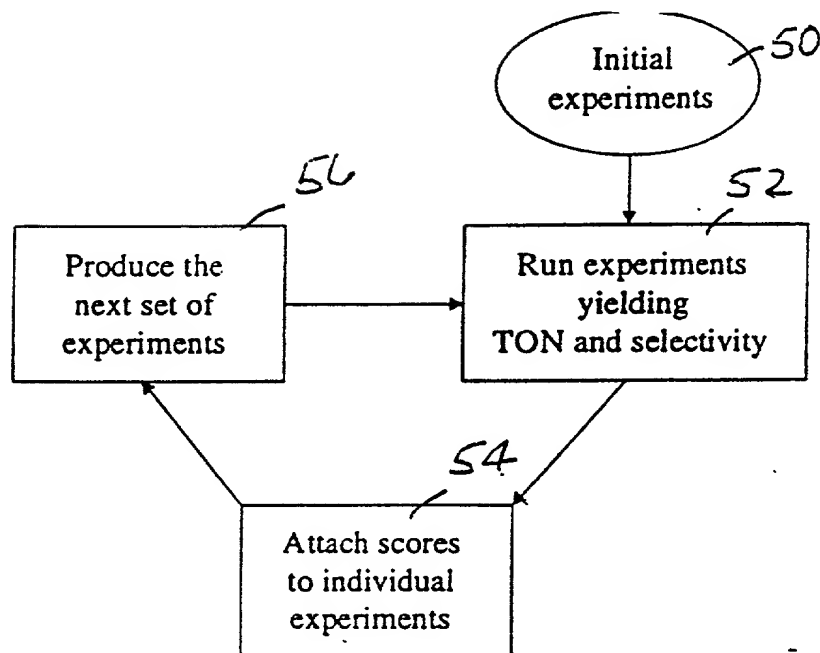 Initial
experiments
50
56
52
Produce the
next set of
experiments
Run experiments
yielding
TON and selectivity
54
Attach scores
to individual
experiments